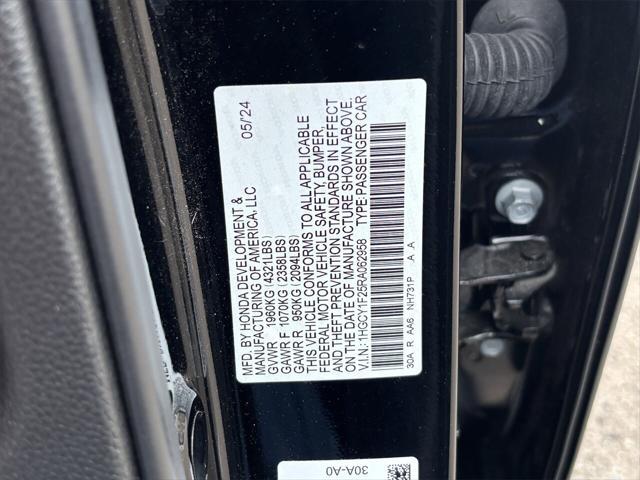 MFD. BY HONDA DEVELOPMENT & 05/24
MANUFACTURING OF AMERICA, LLC
GVWR 1960KG (4321LBS)
GAWR F 1070KG (2358LBS)
GAWR R 950KG (2094LBS)
THIS VEHICLE CONFORMS TO ALL APPLICABLE
FEDERAL MOTOR VEHICLE SAFETY, BUMPER,
AND THEFT PREVENTION STANDARDS IN EFFECT
ON THE DATE OF MANUFACTURE SHOWN ABOVE.
V.I.N.: 1HGCY1F25RA062958 TYPE: PASSENGER CAR
30A R AA6 NH731P A A
30A-A0